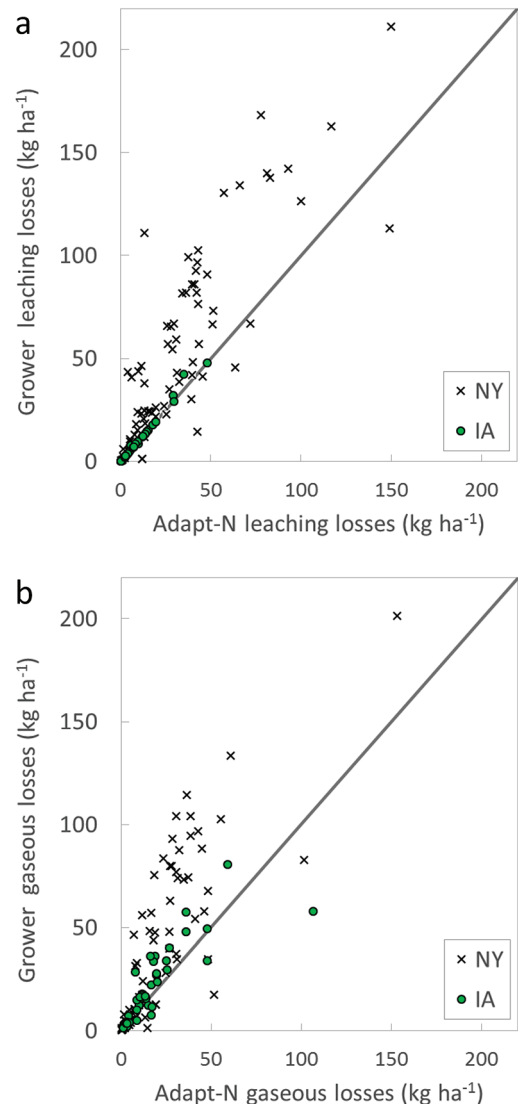 a
Grower leaching losses (kg ha⁻¹)
200
150
100
50
0
0 50 100 150 200
Adapt-N leaching losses (kg ha⁻¹)
NY
IA
b
Grower gaseous losses (kg ha⁻¹)
200
150
100
50
0
0 50 100 150 200
Adapt-N gaseous losses (kg ha⁻¹)
NY
IA